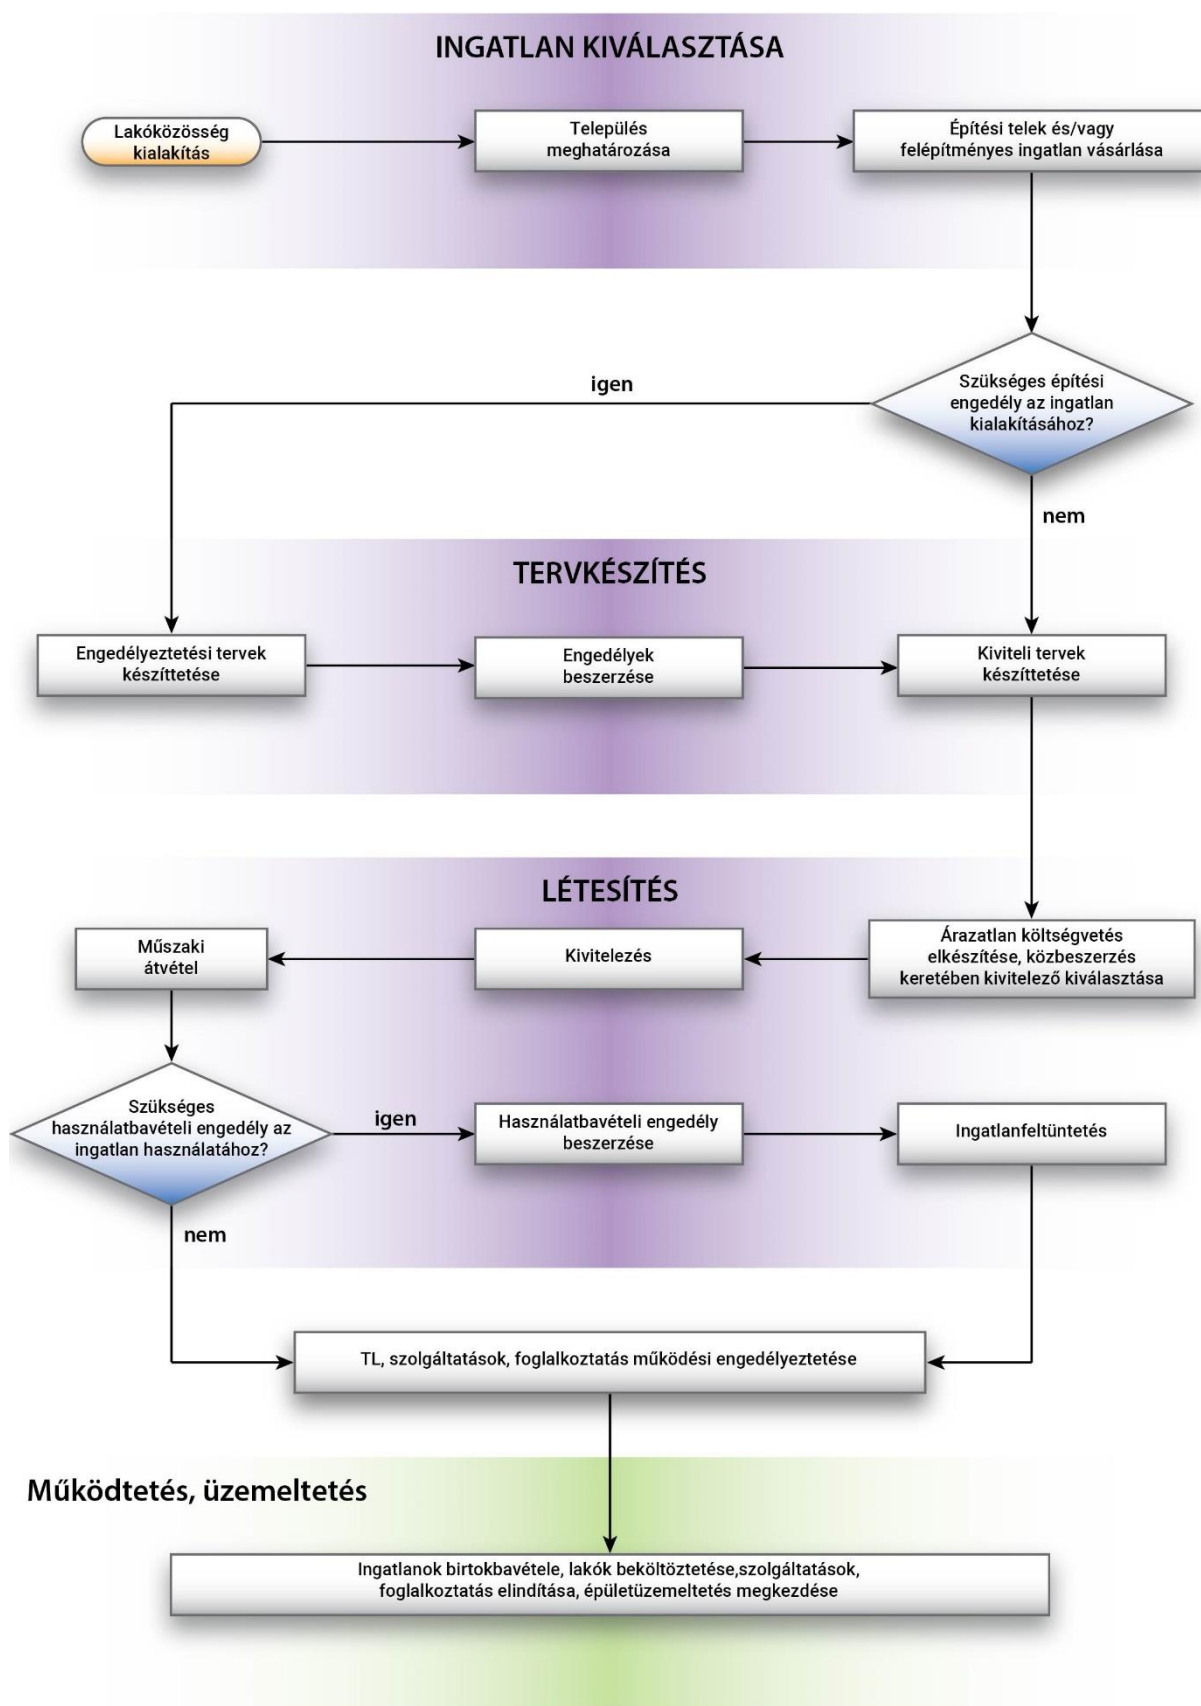 INGATLAN KIVÁLASZTÁSA
Lakóközösség
kialakítás
Település
meghatározása
Építési telek és/vagy
felépítményes ingatlan vásárlása
Szükséges építési
engedély az ingatlan
kialakításához?
igen
nem
TERVKÉSZÍTÉS
Engedélyeztetési tervek
készíttetése
Engedélyek
beszerzése
Kiviteli tervek
készíttetése
LÉTESÍTÉS
Műszaki
átvétel
Kivitelezés
Árazatlan költségvetés
elkészítése, közbeszerzés
keretében kivitelező kiválasztása
Szükséges
használatbavételi engedély az
ingatlan használatához?
igen
Használatbavételi engedély
beszerzése
Ingatlanfeltüntetés
nem
TL, szolgáltatások, foglalkoztatás működési engedélyeztetése
Működtetés, üzemeltetés
Ingatlanok birtokbavétele, lakók beköltöztetése,szolgáltatások,
foglalkoztatás elindítása, épületüzemeltetés megkezdése